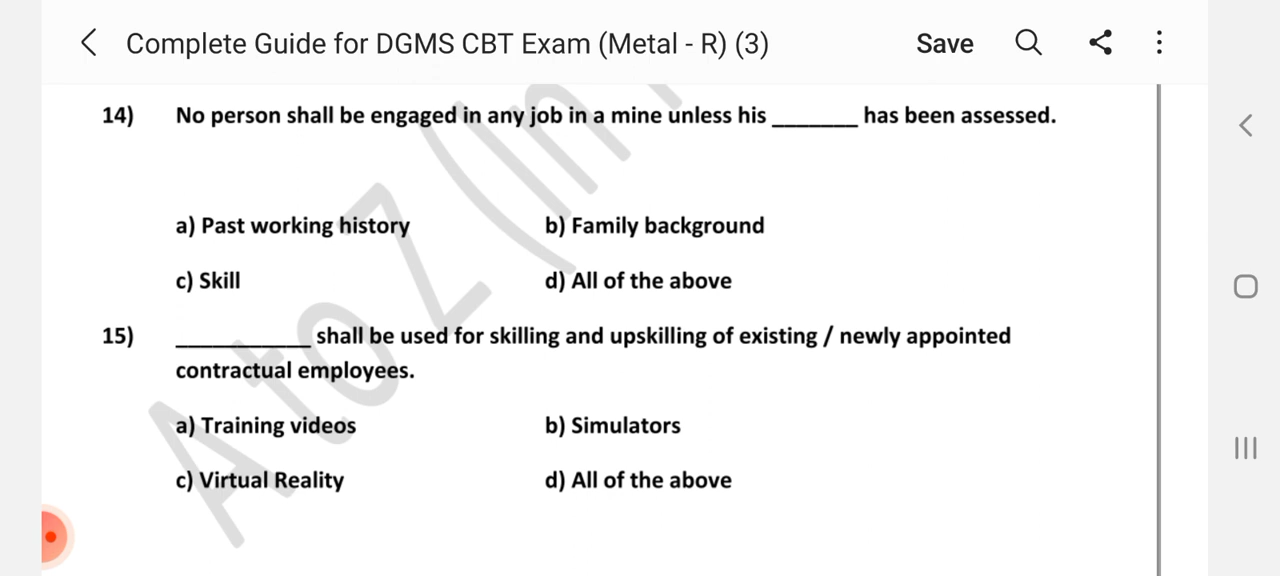 Complete Guide for DGMS CBT Exam (Metal - R) (3) Save
14) No person shall be engaged in any job in a mine unless his _______ has been assessed.
a) Past working history b) Family background
c) Skill d) All of the above
15) ___________ shall be used for skilling and upskilling of existing / newly appointed
contractual employees.
a) Training videos b) Simulators
c) Virtual Reality d) All of the above
A to Z (In